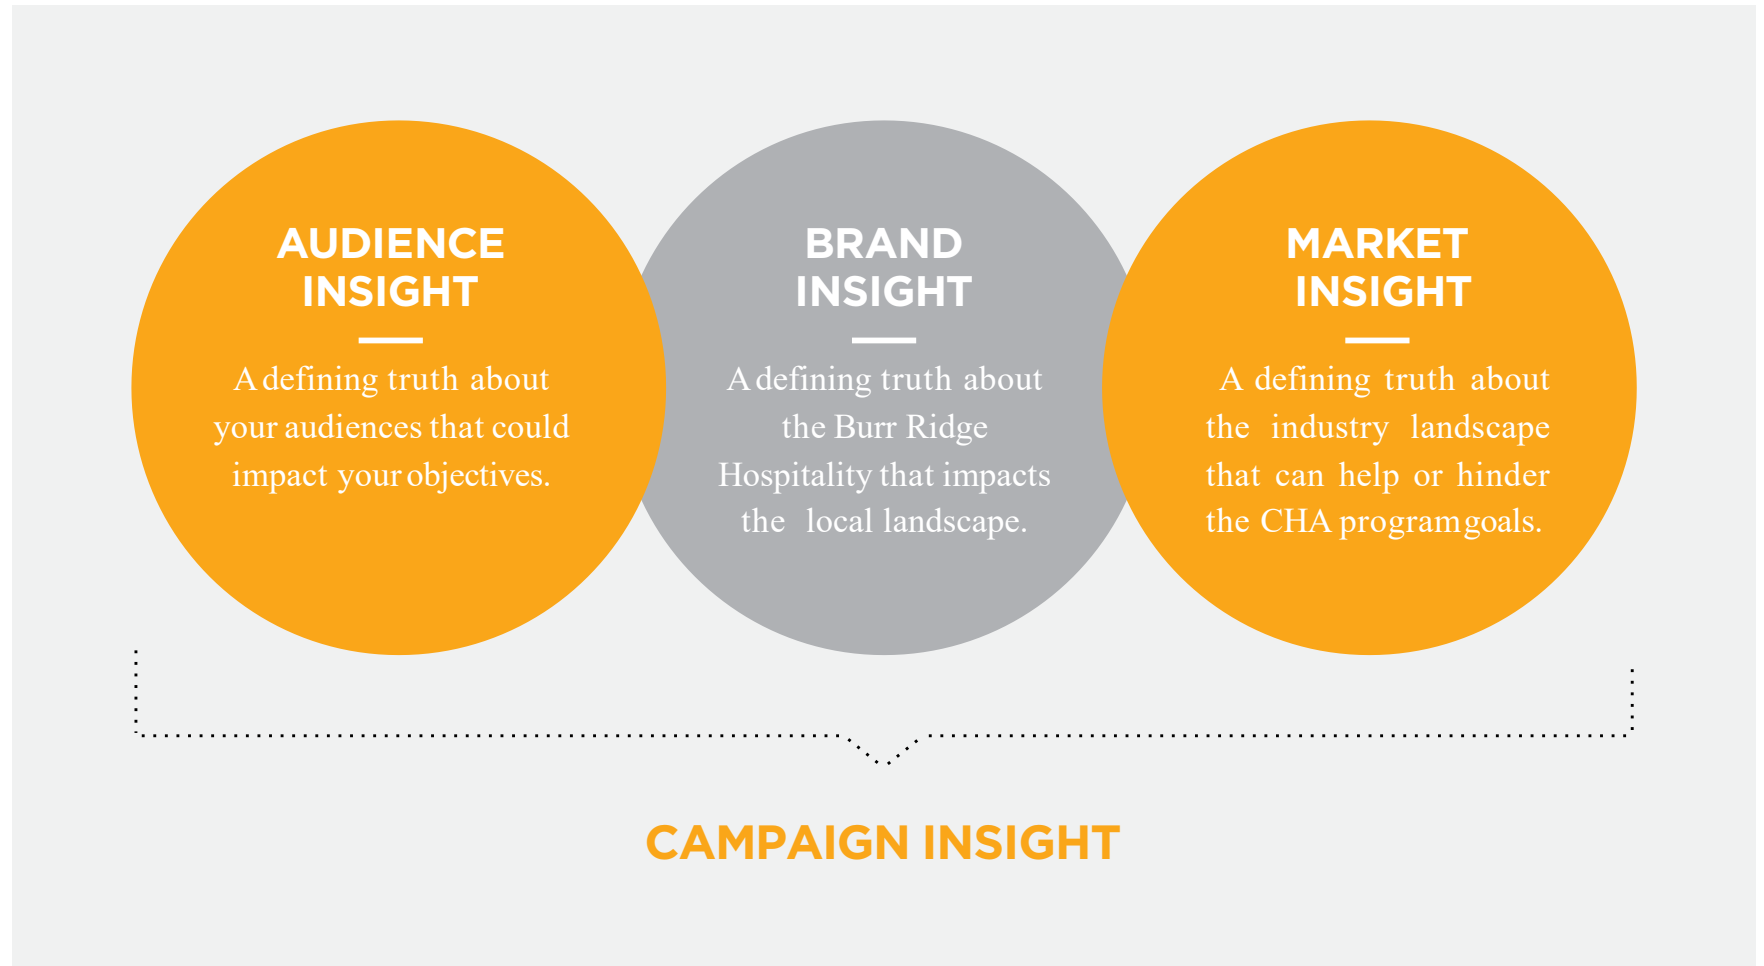 AUDIENCE
INSIGHT
A defining truth about
your audiences that could
impact your objectives.
BRAND
INSIGHT
A defining truth about
the Burr Ridge
Hospitality that impacts
the local landscape.
MARKET
INSIGHT
A defining truth about
the industry landscape
that can help or hinder
the CHA program goals.
CAMPAIGN INSIGHT